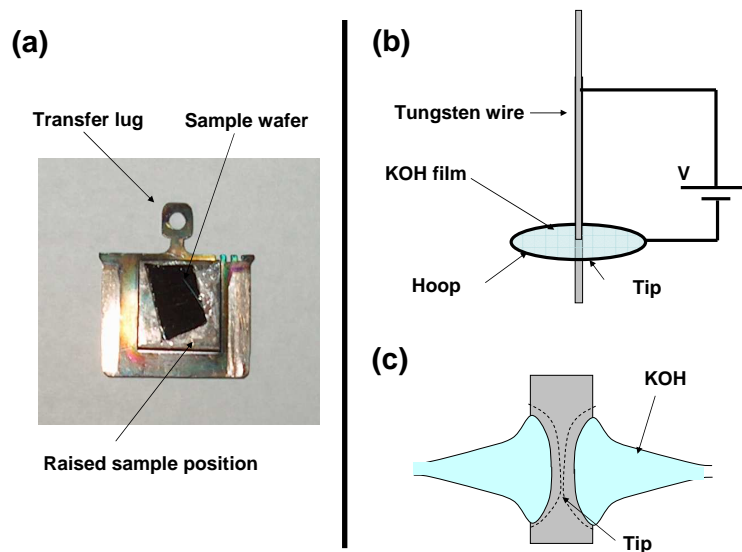 (a)
Transfer lug
Sample wafer
Raised sample position
(b)
Tungsten wire
KOH film
V
Hoop
Tip
(c)
KOH
Tip